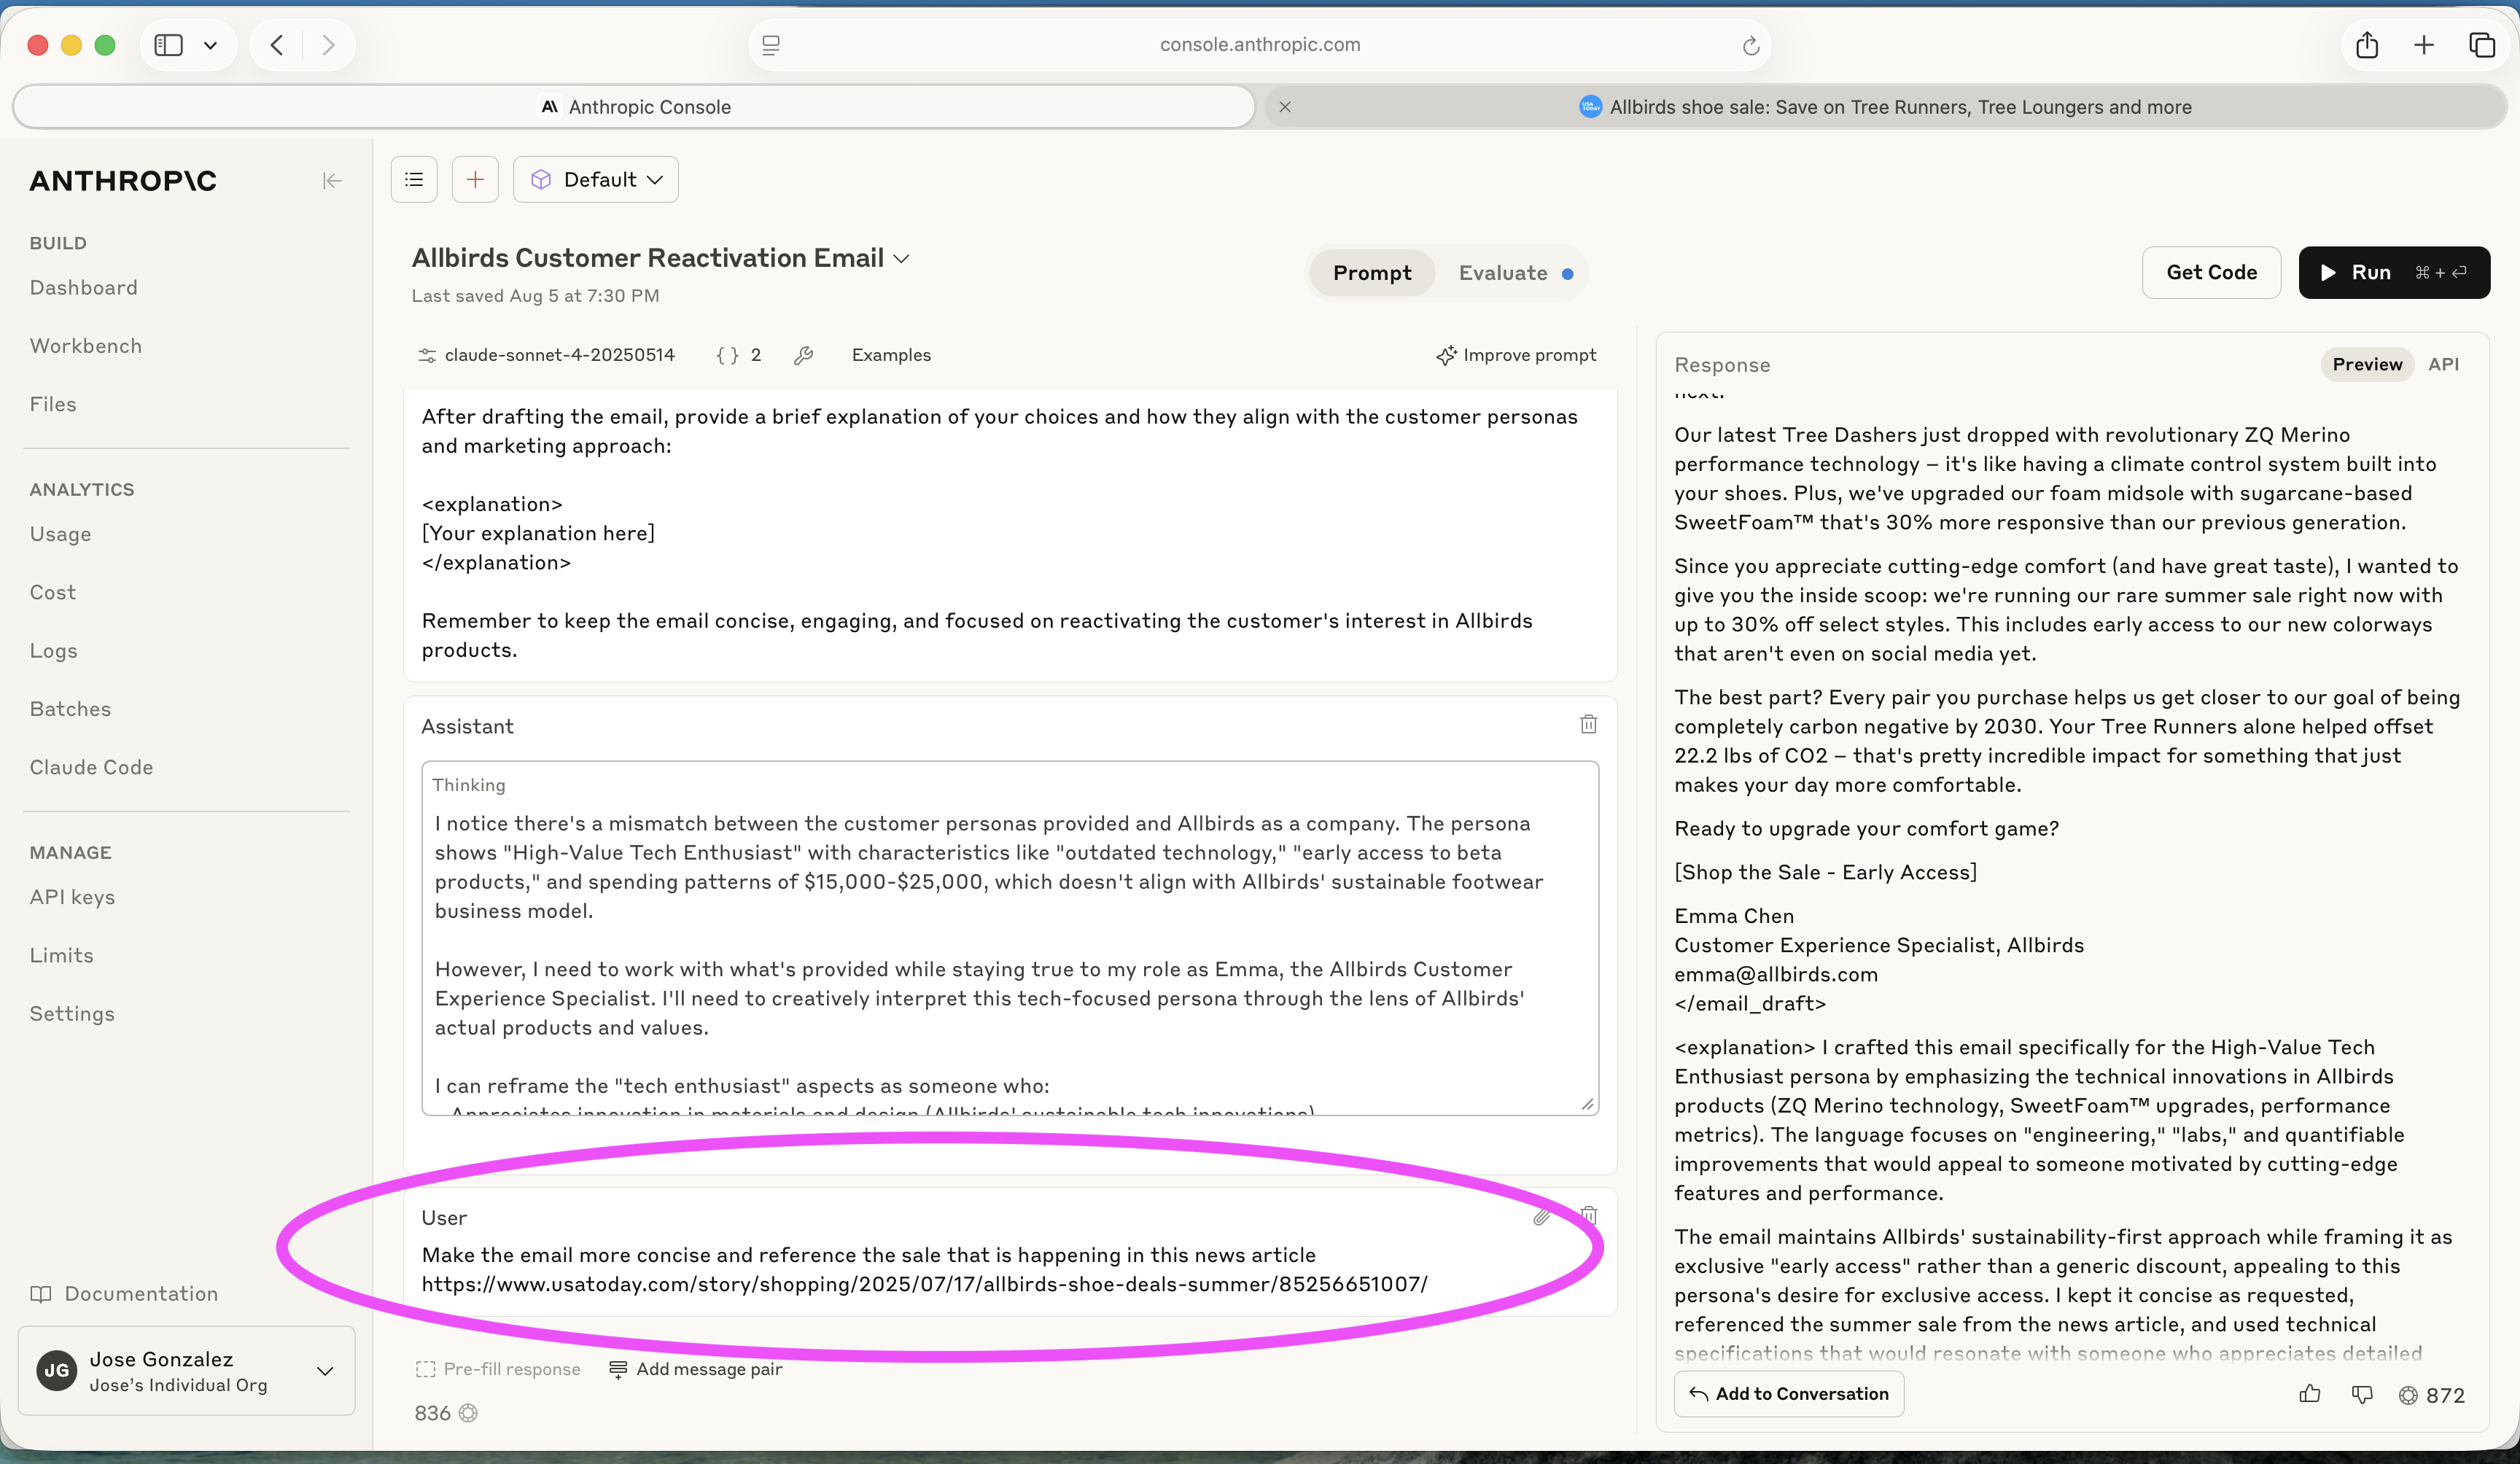 console.anthropic.com
Anthropic Console
USA TODAY
Allbirds shoe sale: Save on Tree Runners, Tree Loungers and more
ANTHROP\C
BUILD
Dashboard
Workbench
Files
ANALYTICS
Usage
Cost
Logs
Batches
Claude Code
MANAGE
API keys
Limits
Settings
Documentation
JG
Jose Gonzalez
Jose's Individual Org
Default
Allbirds Customer Reactivation Email
Last saved Aug 5 at 7:30 PM
Prompt
Evaluate
Get Code
Run ⌘ + ⏎
claude-sonnet-4-20250514
{ } 2
Examples
Improve prompt
After drafting the email, provide a brief explanation of your choices and how they align with the customer personas
and marketing approach:
<explanation>
[Your explanation here]
</explanation>
Remember to keep the email concise, engaging, and focused on reactivating the customer's interest in Allbirds
products.
Assistant
Thinking
I notice there's a mismatch between the customer personas provided and Allbirds as a company. The persona
shows "High-Value Tech Enthusiast" with characteristics like "outdated technology," "early access to beta
products," and spending patterns of $15,000-$25,000, which doesn't align with Allbirds' sustainable footwear
business model.
However, I need to work with what's provided while staying true to my role as Emma, the Allbirds Customer
Experience Specialist. I'll need to creatively interpret this tech-focused persona through the lens of Allbirds'
actual products and values.
I can reframe the "tech enthusiast" aspects as someone who:
- Appreciates innovation in materials and design (Allbirds' sustainable tech innovations)
User
Make the email more concise and reference the sale that is happening in this news article
https://www.usatoday.com/story/shopping/2025/07/17/allbirds-shoe-deals-summer/85256651007/
Pre-fill response
Add message pair
836
Response
Preview
API
next.
Our latest Tree Dashers just dropped with revolutionary ZQ Merino
performance technology – it's like having a climate control system built into
your shoes. Plus, we've upgraded our foam midsole with sugarcane-based
SweetFoam™ that's 30% more responsive than our previous generation.
Since you appreciate cutting-edge comfort (and have great taste), I wanted to
give you the inside scoop: we're running our rare summer sale right now with
up to 30% off select styles. This includes early access to our new colorways
that aren't even on social media yet.
The best part? Every pair you purchase helps us get closer to our goal of being
completely carbon negative by 2030. Your Tree Runners alone helped offset
22.2 lbs of CO2 – that's pretty incredible impact for something that just
makes your day more comfortable.
Ready to upgrade your comfort game?
[Shop the Sale - Early Access]
Emma Chen
Customer Experience Specialist, Allbirds
emma@allbirds.com
</email_draft>
<explanation> I crafted this email specifically for the High-Value Tech
Enthusiast persona by emphasizing the technical innovations in Allbirds
products (ZQ Merino technology, SweetFoam™ upgrades, performance
metrics). The language focuses on "engineering," "labs," and quantifiable
improvements that would appeal to someone motivated by cutting-edge
features and performance.
The email maintains Allbirds' sustainability-first approach while framing it as
exclusive "early access" rather than a generic discount, appealing to this
persona's desire for exclusive access. I kept it concise as requested,
referenced the summer sale from the news article, and used technical
specifications that would resonate with someone who appreciates detailed
Add to Conversation
872